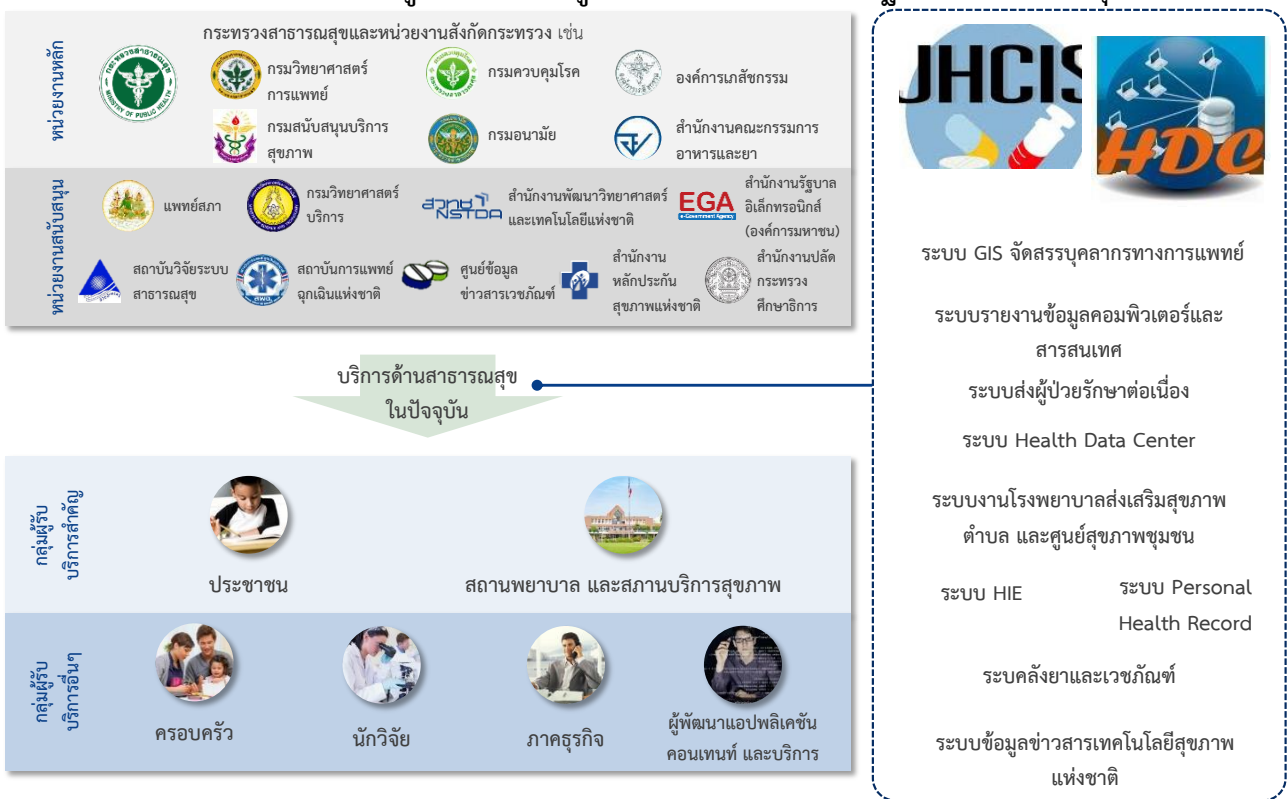 กระทรวงสาธารณสุขและหน่วยงานสังกัดกระทรวง เช่น
หน่วยงานหลัก
กระทรวงสาธารณสุข
MINISTRY OF PUBLIC HEALTH
กรมวิทยาศาสตร์
การแพทย์
กรมควบคุมโรค
องค์การเภสัชกรรม
กรมสนับสนุนบริการ
สุขภาพ
กรมอนามัย
สำนักงานคณะกรรมการ
อาหารและยา
หน่วยงานสนับสนุน
แพทยสภา
กรมวิทยาศาสตร์
บริการ
สวทช
NSTDA
สำนักงานพัฒนาวิทยาศาสตร์
และเทคโนโลยีแห่งชาติ
EGA
e-Government Agency
สำนักงานรัฐบาล
อิเล็กทรอนิกส์
(องค์การมหาชน)
สถาบันวิจัยระบบ
สาธารณสุข
สพฉ.
สถาบันการแพทย์
ฉุกเฉินแห่งชาติ
ศูนย์ข้อมูล
ข่าวสารเวชภัณฑ์
สำนักงาน
หลักประกัน
สุขภาพแห่งชาติ
สำนักงานปลัด
กระทรวง
ศึกษาธิการ
บริการด้านสาธารณสุข
ในปัจจุบัน
กลุ่มผู้รับ
บริการสำคัญ
ประชาชน
สถานพยาบาล และสภานบริการสุขภาพ
กลุ่มผู้รับ
บริการอื่นๆ
ครอบครัว
นักวิจัย
ภาคธุรกิจ
ผู้พัฒนาแอปพลิเคชัน
คอนเทนท์ และบริการ
JHCIS
HDC
ระบบ GIS จัดสรรบุคลากรทางการแพทย์
ระบบรายงานข้อมูลคอมพิวเตอร์และ
สารสนเทศ
ระบบส่งผู้ป่วยรักษาต่อเนื่อง
ระบบ Health Data Center
ระบบงานโรงพยาบาลส่งเสริมสุขภาพ
ตำบล และศูนย์สุขภาพชุมชน
ระบบ HIE
ระบบ Personal
Health Record
ระบคลังยาและเวชภัณฑ์
ระบบข้อมูลข่าวสารเทคโนโลยีสุขภาพ
แห่งชาติ